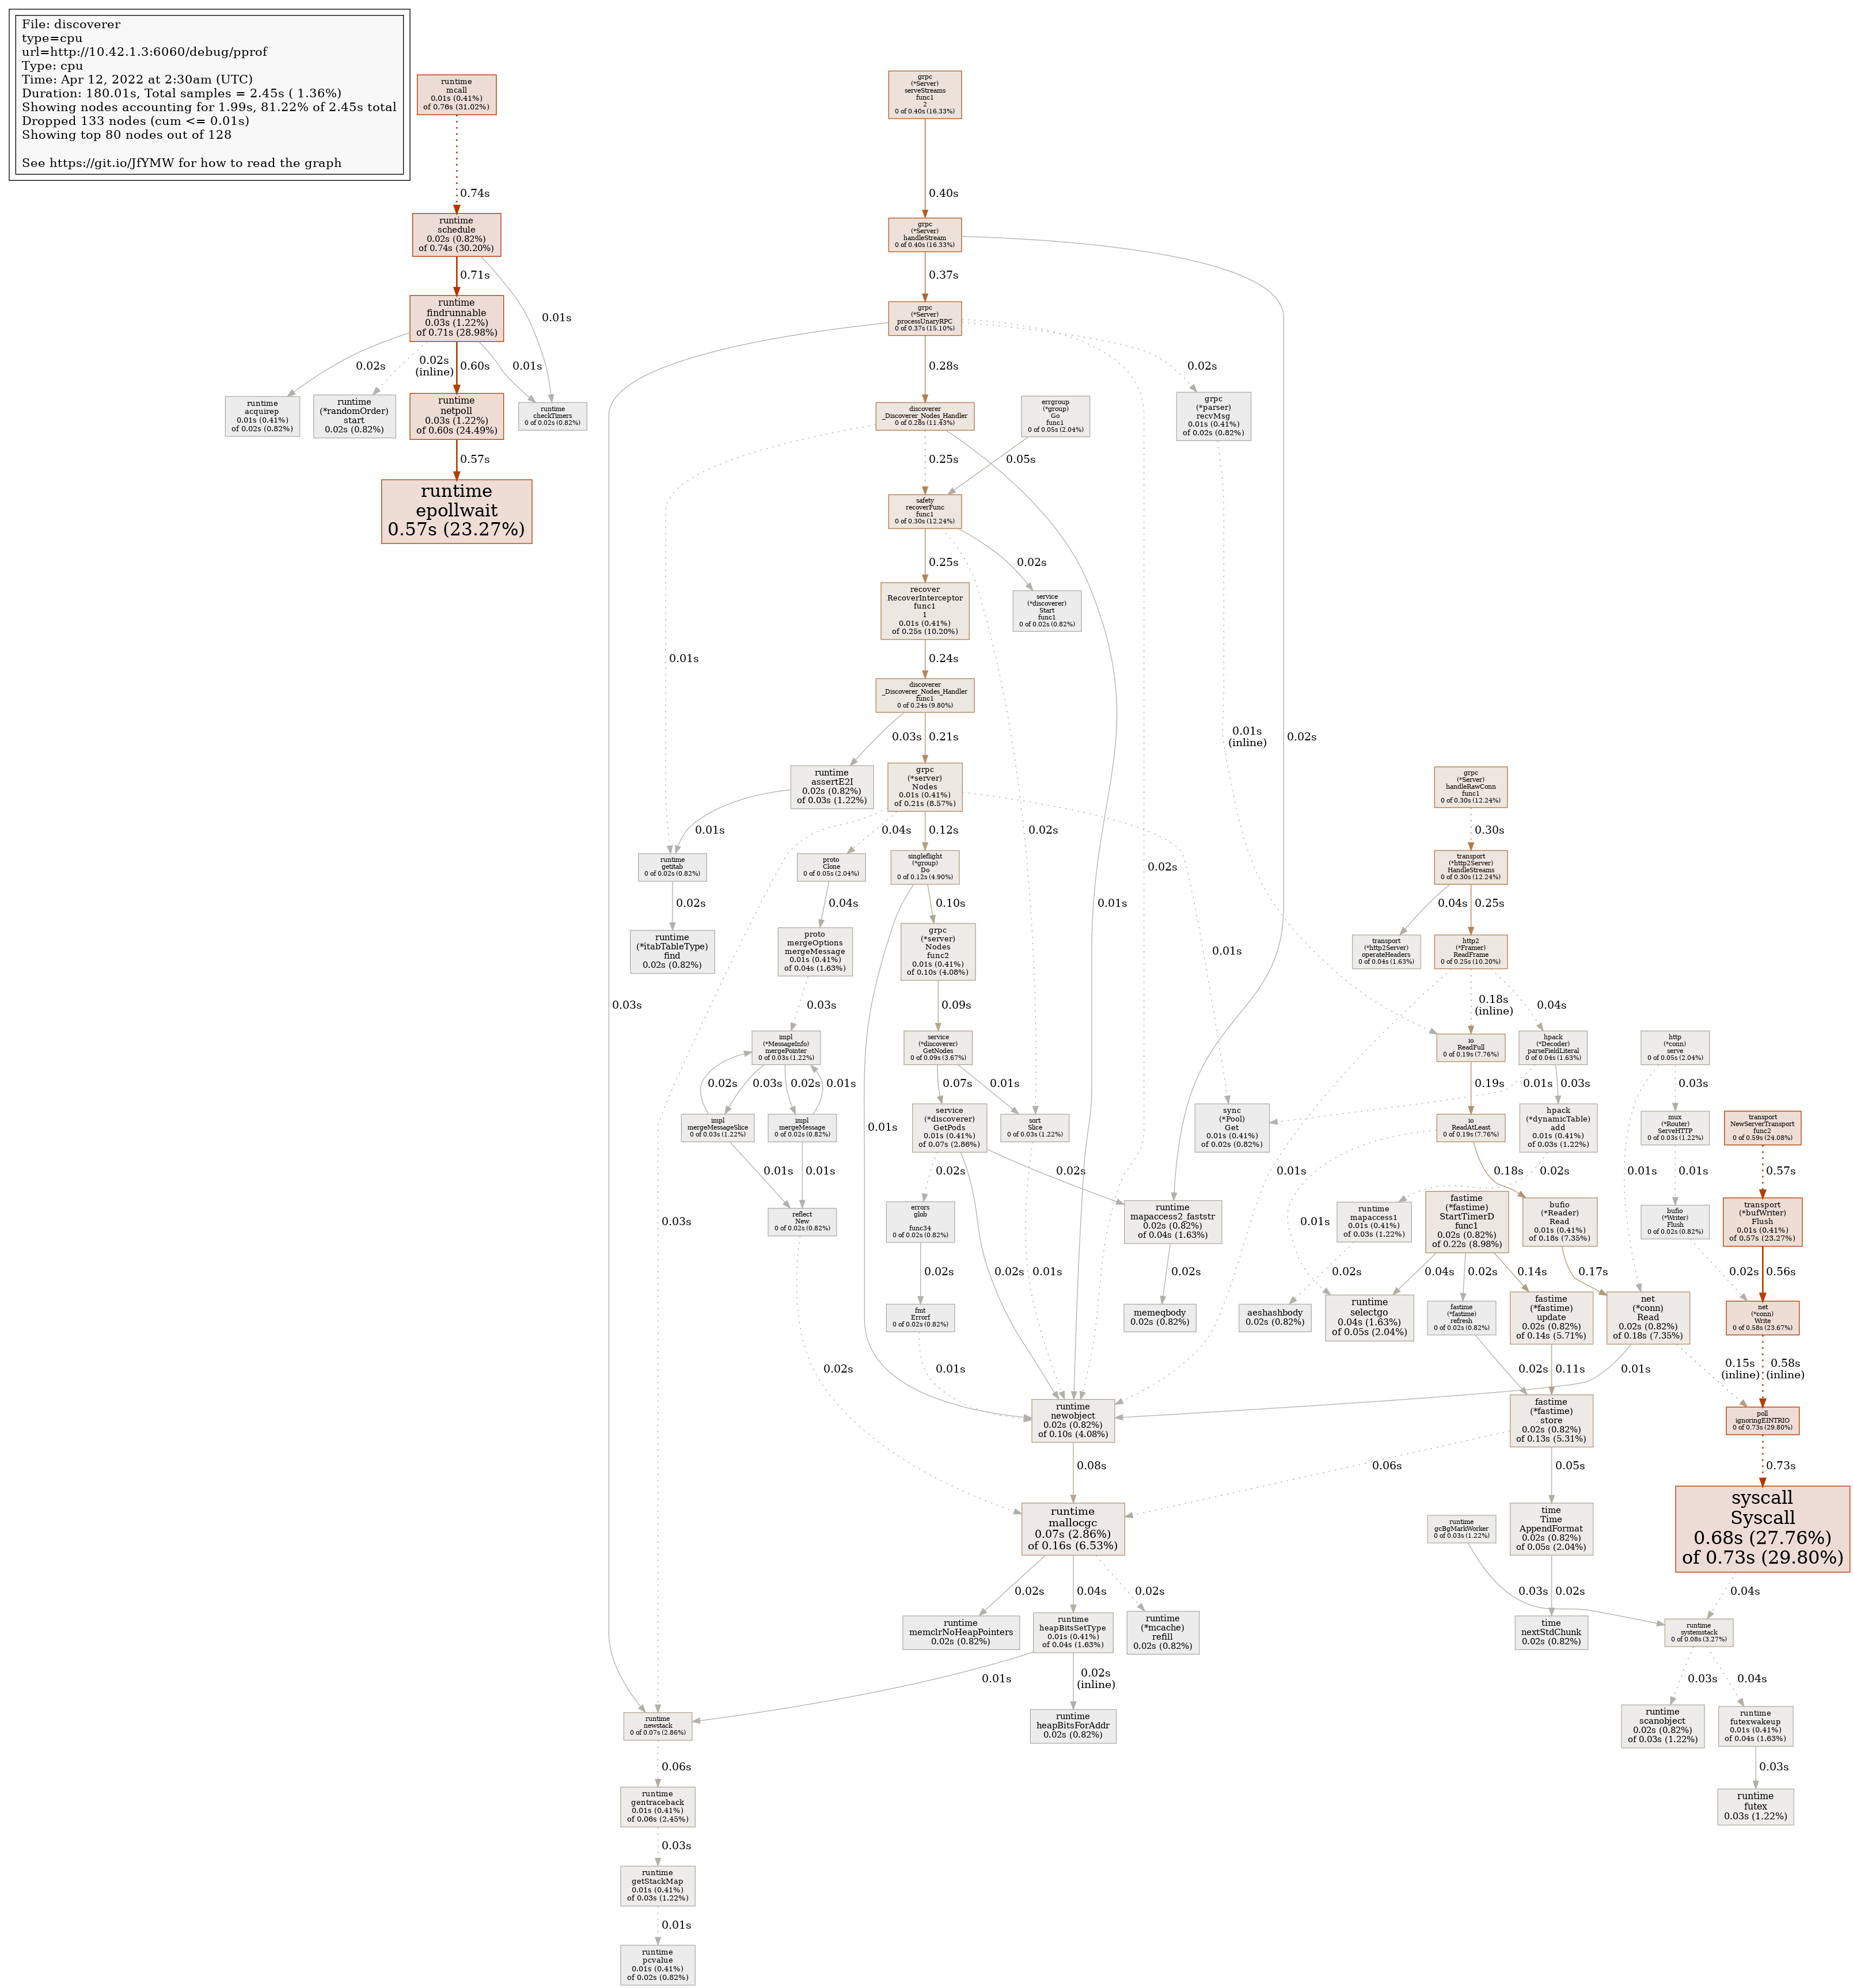 File: discoverer
type=cpu
url=http://10.42.1.3:6060/debug/pprof
Type: cpu
Time: Apr 12, 2022 at 2:30am (UTC)
Duration: 180.01s, Total samples = 2.45s ( 1.36%)
Showing nodes accounting for 1.99s, 81.22% of 2.45s total
Dropped 133 nodes (cum <= 0.01s)
Showing top 80 nodes out of 128
See https://git.io/JfYMW for how to read the graph
runtime
mcall
0.01s (0.41%)
of 0.76s (31.02%)
grpc
(*Server)
serveStreams
func1
2
0 of 0.40s (16.33%)
0.74s
0.40s
runtime
schedule
0.02s (0.82%)
of 0.74s (30.20%)
grpc
(*Server)
handleStream
0 of 0.40s (16.33%)
0.71s
0.37s
0.01s
runtime
findrunnable
0.03s (1.22%)
of 0.71s (28.98%)
grpc
(*Server)
processUnaryRPC
0 of 0.37s (15.10%)
0.02s
0.02s
(inline)
0.60s
0.01s
0.28s
0.02s
runtime
acquirep
0.01s (0.41%)
of 0.02s (0.82%)
runtime
(*randomOrder)
start
0.02s (0.82%)
runtime
netpoll
0.03s (1.22%)
of 0.60s (24.49%)
runtime
checkTimers
0 of 0.02s (0.82%)
discoverer
_Discoverer_Nodes_Handler
0 of 0.28s (11.43%)
errgroup
(*group)
Go
func1
0 of 0.05s (2.04%)
grpc
(*parser)
recvMsg
0.01s (0.41%)
of 0.02s (0.82%)
0.57s
0.25s
0.05s
runtime
epollwait
0.57s (23.27%)
safety
recoverFunc
func1
0 of 0.30s (12.24%)
0.25s
0.02s
recover
RecoverInterceptor
func1
1
0.01s (0.41%)
of 0.25s (10.20%)
service
(*discoverer)
Start
func1
0 of 0.02s (0.82%)
0.01s
0.24s
discoverer
_Discoverer_Nodes_Handler
func1
0 of 0.24s (9.80%)
0.03s
0.21s
0.01s
(inline)
0.02s
runtime
assertE2I
0.02s (0.82%)
of 0.03s (1.22%)
grpc
(*server)
Nodes
0.01s (0.41%)
of 0.21s (8.57%)
grpc
(*Server)
handleRawConn
func1
0 of 0.30s (12.24%)
0.01s
0.04s
0.12s
0.02s
0.30s
runtime
getitab
0 of 0.02s (0.82%)
proto
Clone
0 of 0.05s (2.04%)
singleflight
(*group)
Do
0 of 0.12s (4.90%)
0.02s
transport
(*http2Server)
HandleStreams
0 of 0.30s (12.24%)
0.02s
0.04s
0.10s
0.01s
0.04s
0.25s
runtime
(*itabTableType)
find
0.02s (0.82%)
proto
mergeOptions
mergeMessage
0.01s (0.41%)
of 0.04s (1.63%)
grpc
(*server)
Nodes
func2
0.01s (0.41%)
of 0.10s (4.08%)
0.01s
transport
(*http2Server)
operateHeaders
0 of 0.04s (1.63%)
http2
(*Framer)
ReadFrame
0 of 0.25s (10.20%)
0.03s
0.03s
0.09s
0.18s
(inline)
0.04s
impl
(*MessageInfo)
mergePointer
0 of 0.03s (1.22%)
service
(*discoverer)
GetNodes
0 of 0.09s (3.67%)
io
ReadFull
0 of 0.19s (7.76%)
hpack
(*Decoder)
parseFieldLiteral
0 of 0.04s (1.63%)
http
(*conn)
serve
0 of 0.05s (2.04%)
0.02s
0.03s
0.02s
0.01s
0.07s
0.01s
0.19s
0.01s
0.03s
0.03s
impl
mergeMessageSlice
0 of 0.03s (1.22%)
impl
mergeMessage
0 of 0.02s (0.82%)
service
(*discoverer)
GetPods
0.01s (0.41%)
of 0.07s (2.86%)
sort
Slice
0 of 0.03s (1.22%)
sync
(*Pool)
Get
0.01s (0.41%)
of 0.02s (0.82%)
io
ReadAtLeast
0 of 0.19s (7.76%)
hpack
(*dynamicTable)
add
0.01s (0.41%)
of 0.03s (1.22%)
mux
(*Router)
ServeHTTP
0 of 0.03s (1.22%)
transport
NewServerTransport
func2
0 of 0.59s (24.08%)
0.01s
0.01s
0.01s
0.02s
0.02s
0.01s
0.18s
0.02s
0.01s
0.01s
0.57s
0.03s
reflect
New
0 of 0.02s (0.82%)
errors
glob
func34
0 of 0.02s (0.82%)
runtime
mapaccess2_faststr
0.02s (0.82%)
of 0.04s (1.63%)
0.01s
runtime
mapaccess1
0.01s (0.41%)
of 0.03s (1.22%)
fastime
(*fastime)
StartTimerD
func1
0.02s (0.82%)
of 0.22s (8.98%)
bufio
(*Reader)
Read
0.01s (0.41%)
of 0.18s (7.35%)
bufio
(*Writer)
Flush
0 of 0.02s (0.82%)
transport
(*bufWriter)
Flush
0.01s (0.41%)
of 0.57s (23.27%)
0.02s
0.02s
0.01s
0.02s
0.02s
0.04s
0.02s
0.14s
0.17s
0.02s
0.56s
fmt
Errorf
0 of 0.02s (0.82%)
memeqbody
0.02s (0.82%)
aeshashbody
0.02s (0.82%)
runtime
selectgo
0.04s (1.63%)
of 0.05s (2.04%)
fastime
(*fastime)
refresh
0 of 0.02s (0.82%)
fastime
(*fastime)
update
0.02s (0.82%)
of 0.14s (5.71%)
net
(*conn)
Read
0.02s (0.82%)
of 0.18s (7.35%)
net
(*conn)
Write
0 of 0.58s (23.67%)
0.02s
0.01s
0.02s
0.11s
0.01s
0.15s
(inline)
0.58s
(inline)
runtime
newobject
0.02s (0.82%)
of 0.10s (4.08%)
fastime
(*fastime)
store
0.02s (0.82%)
of 0.13s (5.31%)
poll
ignoringEINTRIO
0 of 0.73s (29.80%)
0.08s
0.06s
0.05s
0.73s
runtime
mallocgc
0.07s (2.86%)
of 0.16s (6.53%)
runtime
gcBgMarkWorker
0 of 0.03s (1.22%)
time
Time
AppendFormat
0.02s (0.82%)
of 0.05s (2.04%)
syscall
Syscall
0.68s (27.76%)
of 0.73s (29.80%)
0.02s
0.04s
0.02s
0.03s
0.02s
0.04s
runtime
memclrNoHeapPointers
0.02s (0.82%)
runtime
heapBitsSetType
0.01s (0.41%)
of 0.04s (1.63%)
runtime
(*mcache)
refill
0.02s (0.82%)
time
nextStdChunk
0.02s (0.82%)
runtime
systemstack
0 of 0.08s (3.27%)
0.01s
0.02s
(inline)
0.03s
0.04s
runtime
newstack
0 of 0.07s (2.86%)
runtime
heapBitsForAddr
0.02s (0.82%)
runtime
scanobject
0.02s (0.82%)
of 0.03s (1.22%)
runtime
futexwakeup
0.01s (0.41%)
of 0.04s (1.63%)
0.06s
0.03s
runtime
gentraceback
0.01s (0.41%)
of 0.06s (2.45%)
runtime
futex
0.03s (1.22%)
0.03s
runtime
getStackMap
0.01s (0.41%)
of 0.03s (1.22%)
0.01s
runtime
pcvalue
0.01s (0.41%)
of 0.02s (0.82%)